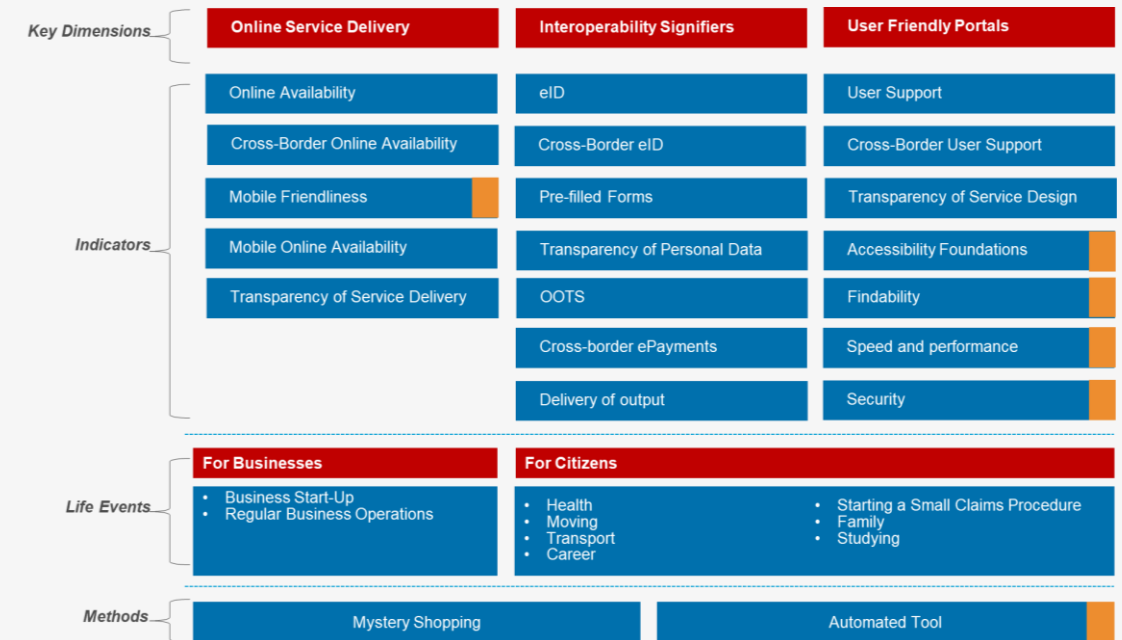 Key Dimensions
Online Service Delivery
Interoperability Signifiers
User Friendly Portals
Indicators
Online Availability
Cross-Border Online Availability
Mobile Friendliness
Mobile Online Availability
Transparency of Service Delivery
eID
Cross-Border eID
Pre-filled Forms
Transparency of Personal Data
OOTS
Cross-border ePayments
Delivery of output
User Support
Cross-Border User Support
Transparency of Service Design
Accessibility Foundations
Findability
Speed and performance
Security
Life Events
For Businesses
• Business Start-Up
• Regular Business Operations
For Citizens
• Health
• Moving
• Transport
• Career
• Starting a Small Claims Procedure
• Family
• Studying
Methods
Mystery Shopping
Automated Tool